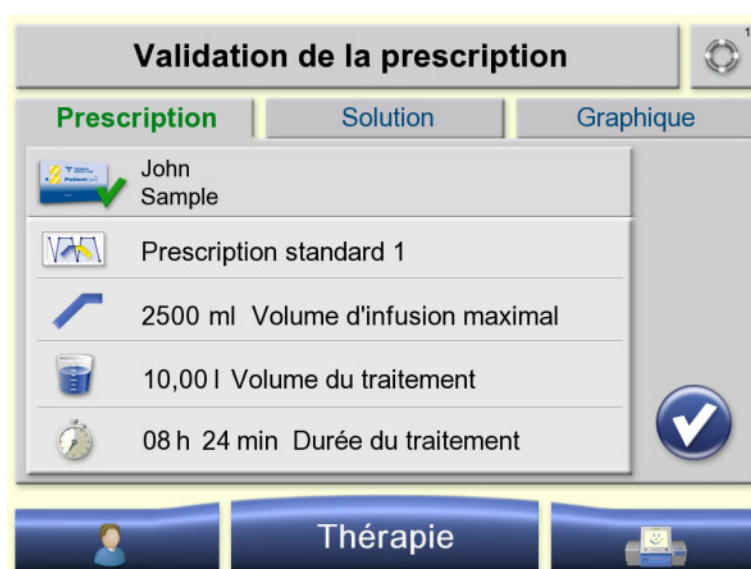 Validation de la prescription
1
Prescription
Solution
Graphique
John
Sample
Prescription standard 1
2500 ml Volume d'infusion maximal
10,00 l Volume du traitement
08 h 24 min Durée du traitement
Thérapie